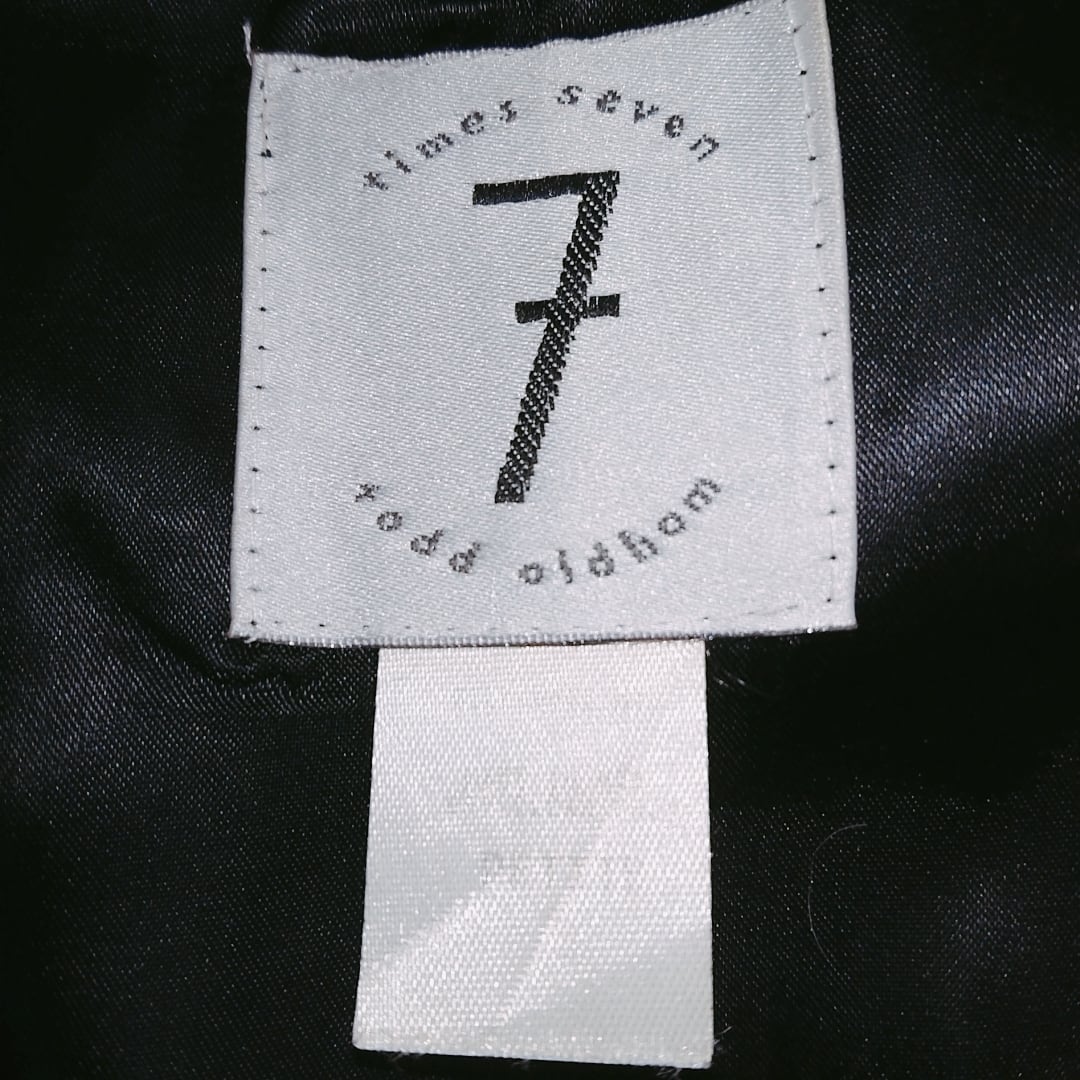 times seven
7
todd oldham